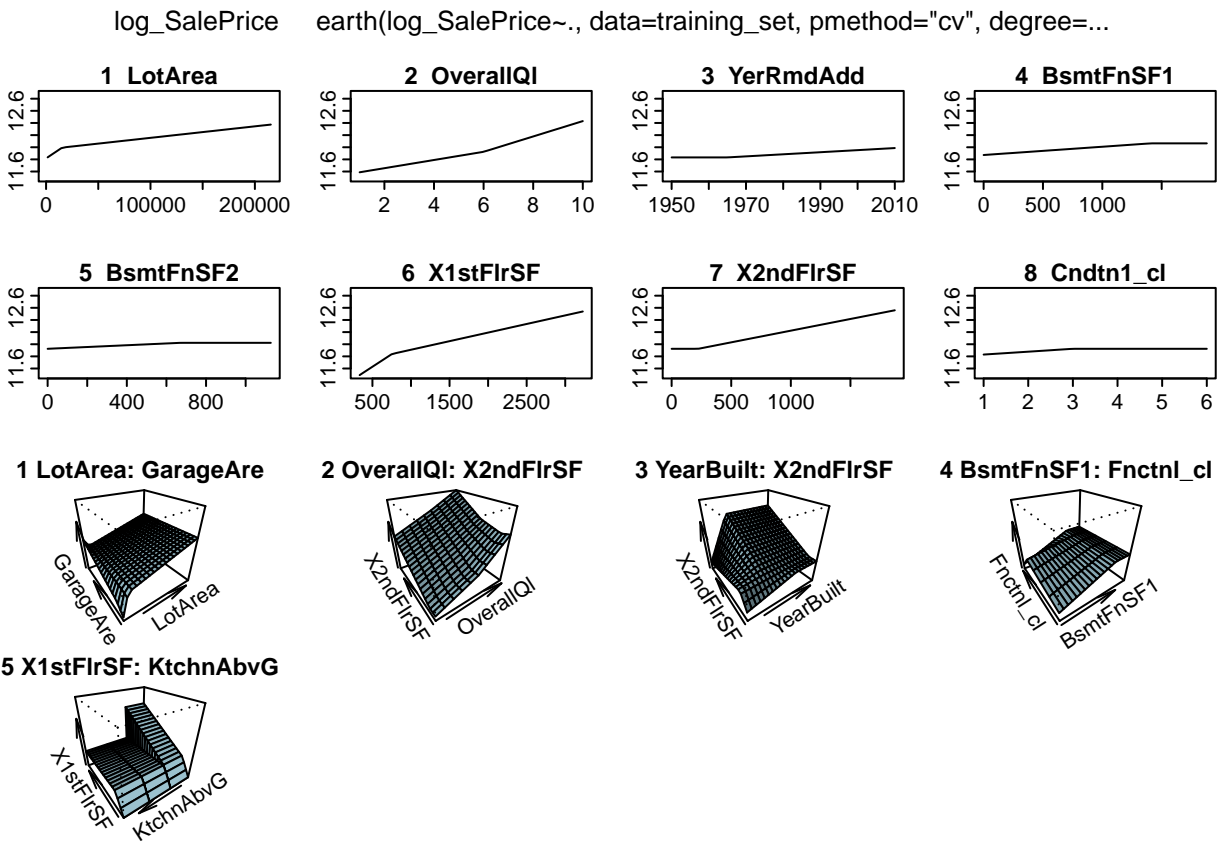 log_SalePrice earth(log_SalePrice~., data=training_set, pmethod="cv", degree=...
1 LotArea
2 OverallQl
3 YerRmdAdd
4 BsmtFnSF1
11.6 12.6
0 100000 200000
11.6 12.6
2 4 6 8 10
11.6 12.6
1950 1970 1990 2010
11.6 12.6
0 500 1000
5 BsmtFnSF2
6 X1stFlrSF
7 X2ndFlrSF
8 Cndtn1_cl
11.6 12.6
0 400 800
11.6 12.6
500 1500 2500
11.6 12.6
0 500 1000
11.6 12.6
1 2 3 4 5 6
1 LotArea: GarageAre
2 OverallQl: X2ndFlrSF
3 YearBuilt: X2ndFlrSF
4 BsmtFnSF1: Fnctnl_cl
GarageAre
LotArea
X2ndFlrSF
OverallQl
X2ndFlrSF
YearBuilt
Fnctnl_cl
BsmtFnSF1
5 X1stFlrSF: KtchnAbvG
X1stFlrSF
KtchnAbvG